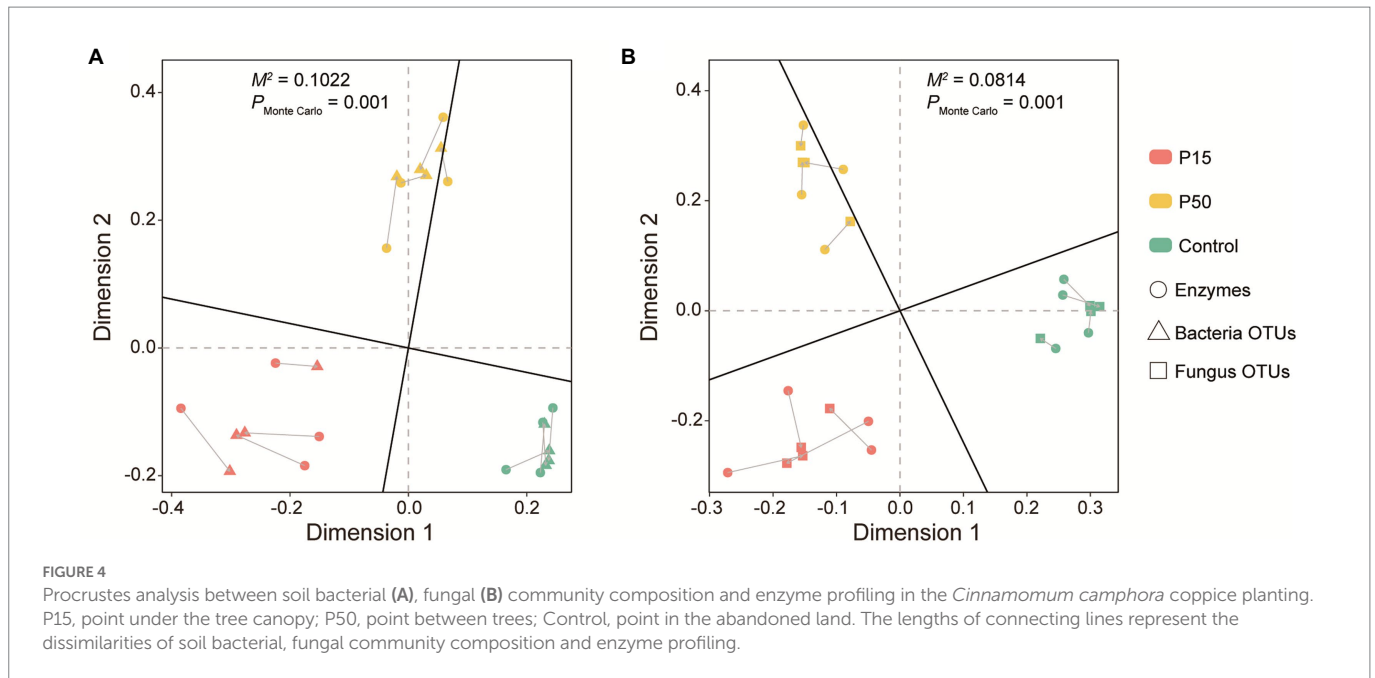 A
M² = 0.1022
P Monte Carlo = 0.001
0.4
0.2
0.0
-0.2
Dimension 2
-0.4
-0.2
0.0
0.2
Dimension 1
B
M² = 0.0814
P Monte Carlo = 0.001
0.4
0.2
0.0
-0.2
Dimension 2
-0.3
-0.2
-0.1
0.0
0.1
0.2
0.3
Dimension 1
P15
P50
Control
Enzymes
Bacteria OTUs
Fungus OTUs
FIGURE 4
Procrustes analysis between soil bacterial (A), fungal (B) community composition and enzyme profiling in the Cinnamomum camphora coppice planting.
P15, point under the tree canopy; P50, point between trees; Control, point in the abandoned land. The lengths of connecting lines represent the
dissimilarities of soil bacterial, fungal community composition and enzyme profiling.